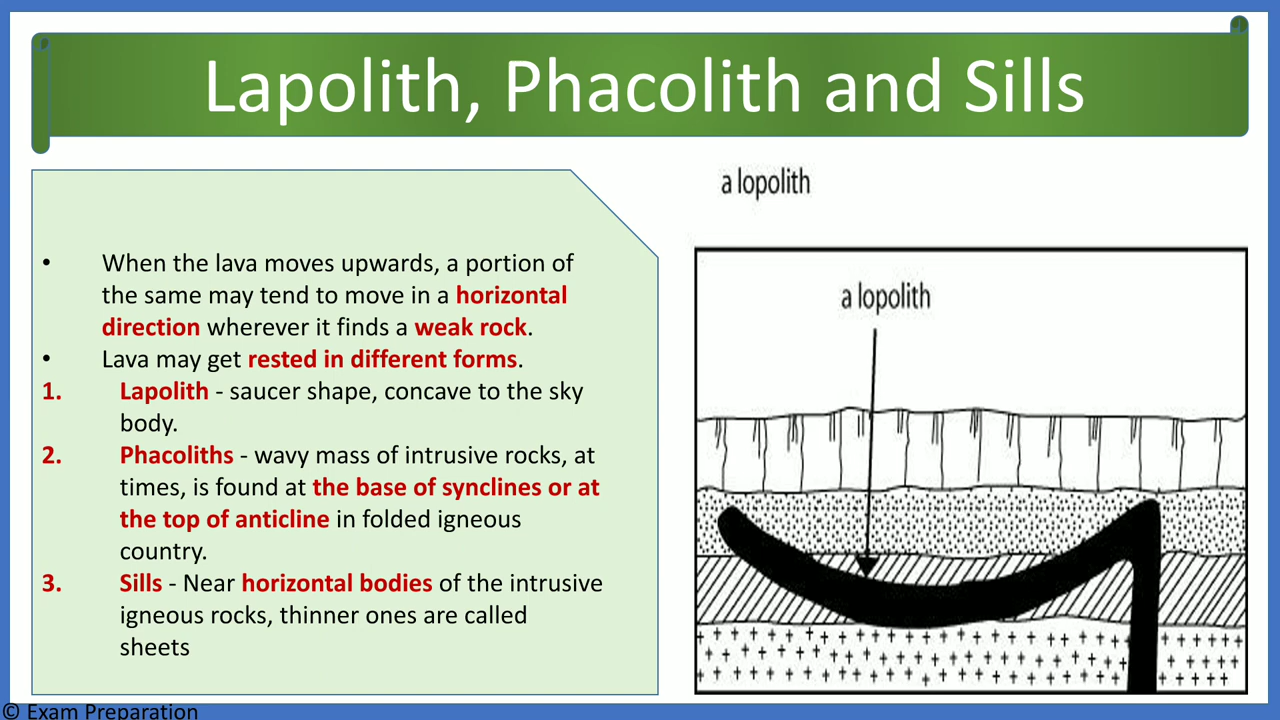 Lapolith, Phacolith and Sills
a lopolith
• When the lava moves upwards, a portion of
the same may tend to move in a horizontal
direction wherever it finds a weak rock.
• Lava may get rested in different forms.
1. Lapolith - saucer shape, concave to the sky
body.
2. Phacoliths - wavy mass of intrusive rocks, at
times, is found at the base of synclines or at
the top of anticline in folded igneous
country.
3. Sills - Near horizontal bodies of the intrusive
igneous rocks, thinner ones are called
sheets
a lopolith
© Exam Preparation